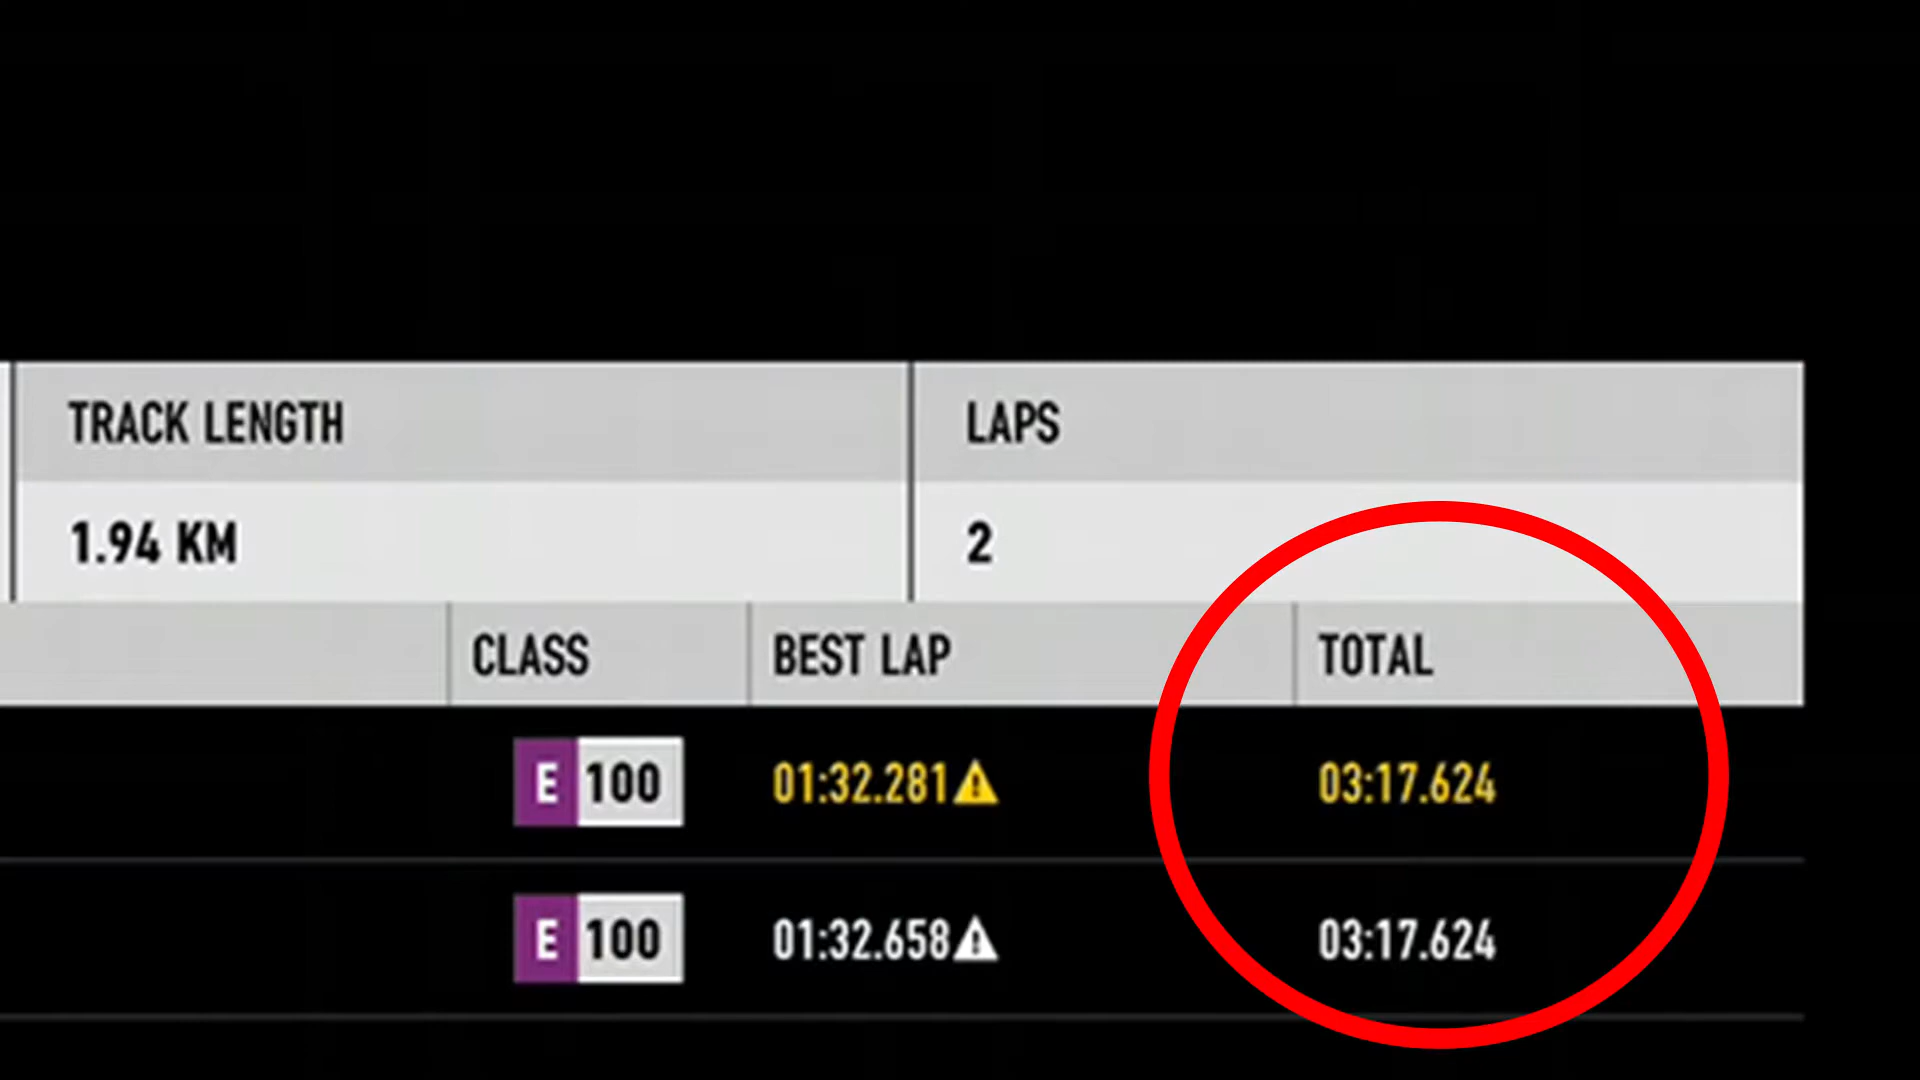 TRACK LENGTH LAPS
1.94 KM 2
CLASS BEST LAP TOTAL
E 100 01:32.281 03:17.624
E 100 01:32.658 03:17.624